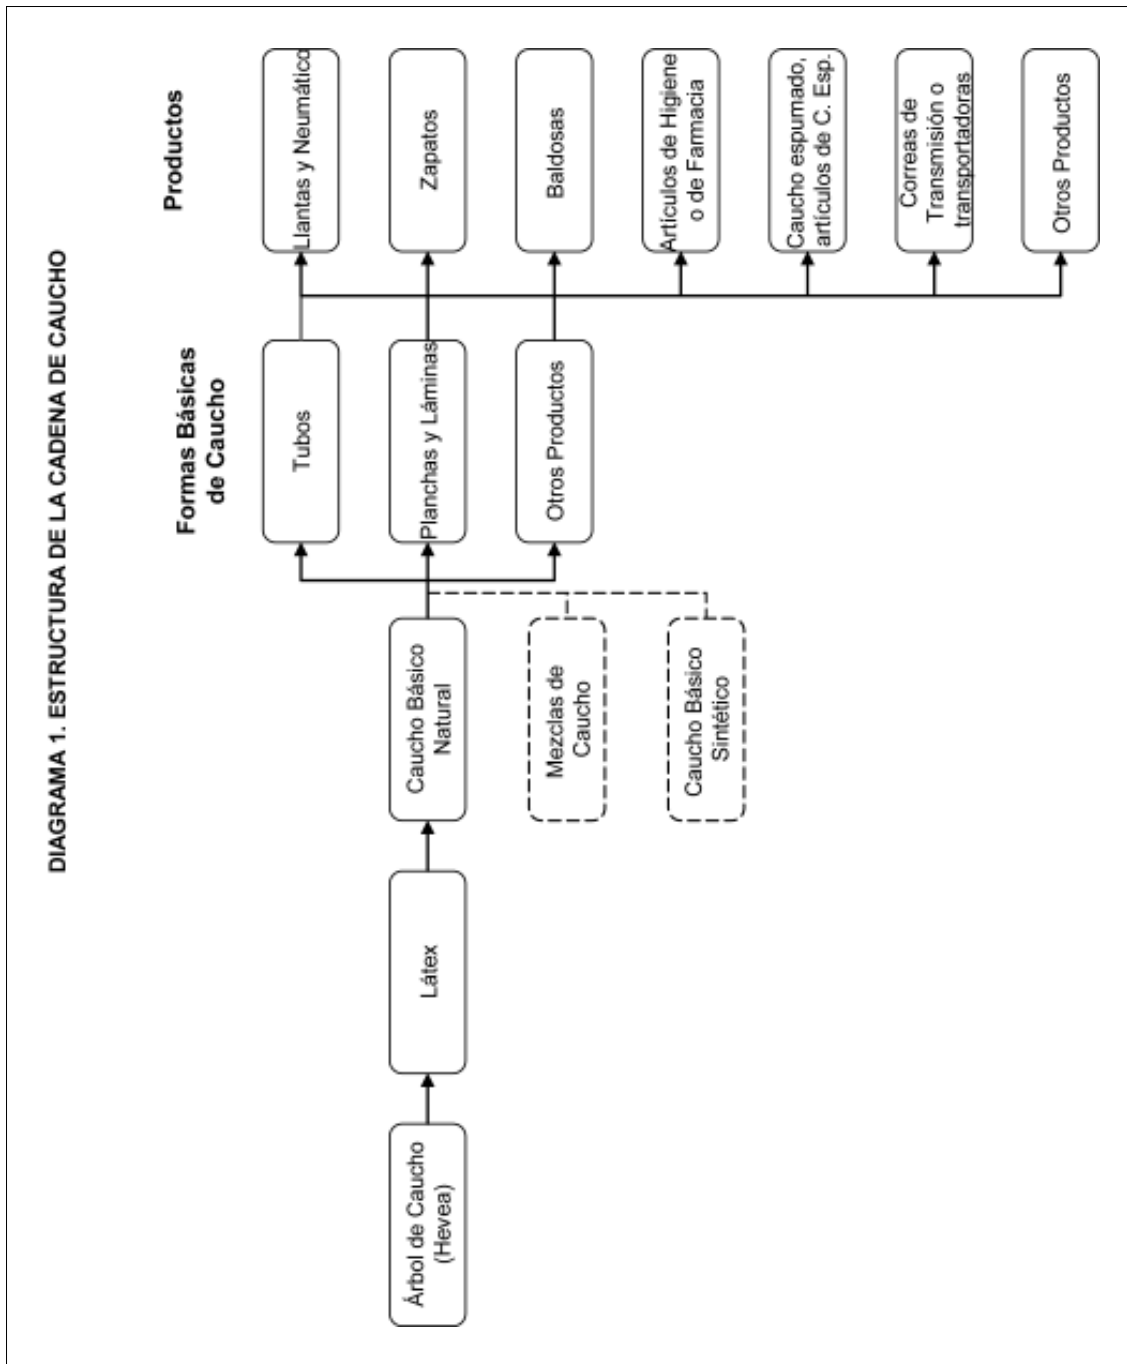 DIAGRAMA 1. ESTRUCTURA DE LA CADENA DE CAUCHO
Formas Básicas
de Caucho
Productos
Árbol de Caucho
(Hevea)
Látex
Caucho Básico
Natural
Mezclas de
Caucho
Caucho Básico
Sintético
Tubos
Planchas y Láminas
Otros Productos
Llantas y Neumático
Zapatos
Baldosas
Artículos de Higiene
o de Farmacia
Caucho espumado,
artículos de C. Esp.
Correas de
Transmisión o
transportadoras
Otros Productos